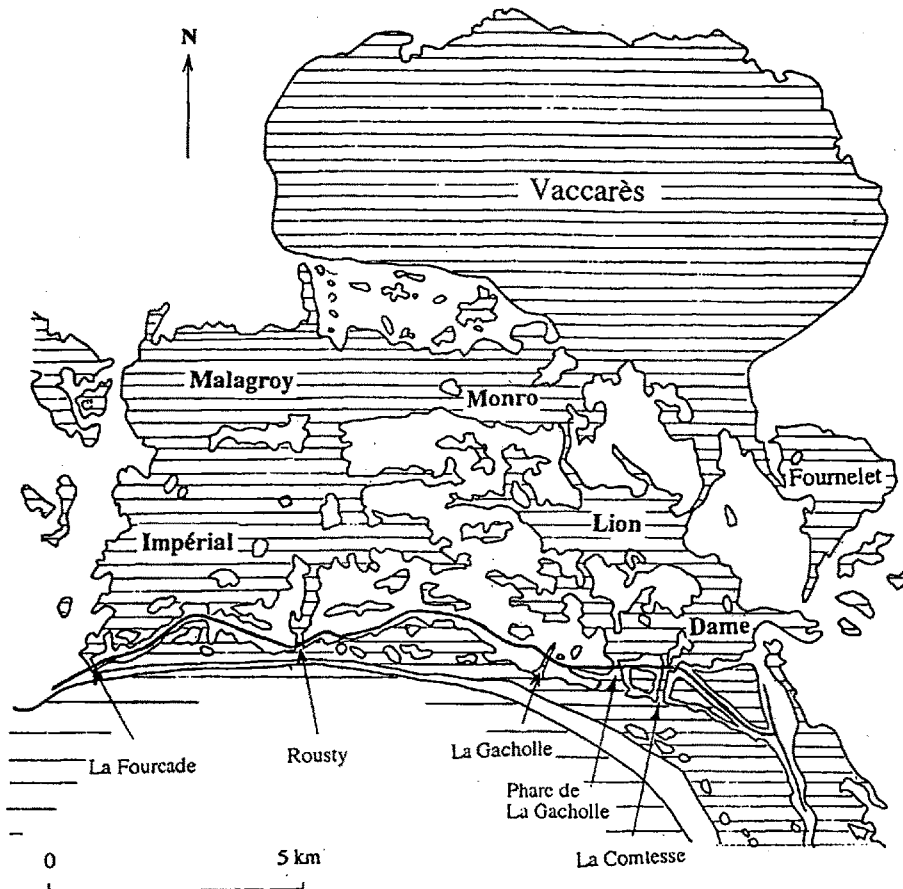 N
Vaccarès
Malagroy
Monro
Fournelet
Lion
Impérial
Dame
La Fourcade
Rousty
La Gacholle
Phare de
La Gacholle
La Comtesse
0 5 km